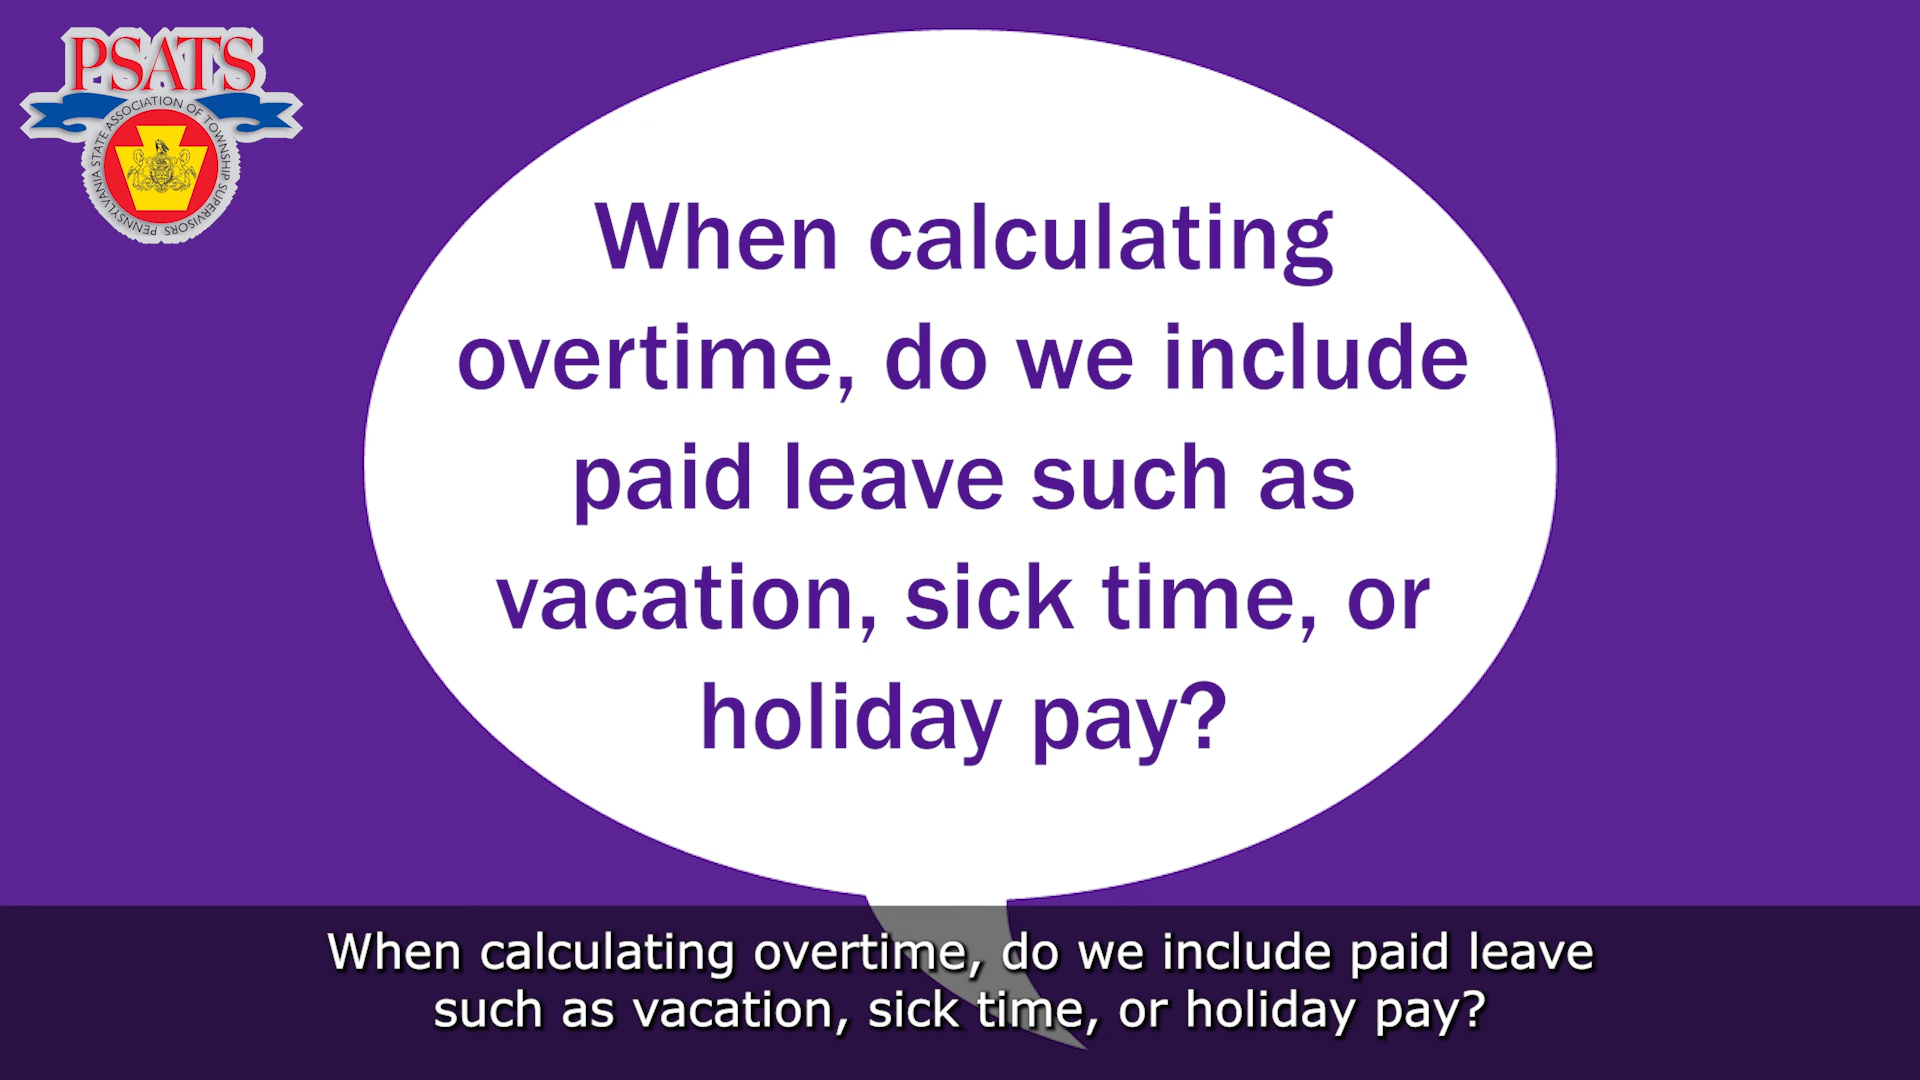 PSATS
PENNSYLVANIA STATE ASSOCIATION OF TOWNSHIP SUPERVISORS
When calculating
overtime, do we include
paid leave such as
vacation, sick time, or
holiday pay?
When calculating overtime, do we include paid leave
such as vacation, sick time, or holiday pay?